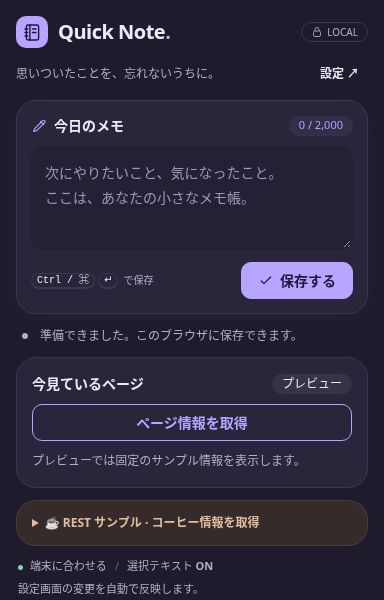 Quick Note.
LOCAL
思いついたことを、忘れないうちに。
設定 ↗
今日のメモ
0 / 2,000
次にやりたいこと、気になったこと。
ここは、あなたの小さなメモ帳。
Ctrl / ⌘ ↵ で保存
保存する
準備できました。このブラウザに保存できます。
今見ているページ
プレビュー
ページ情報を取得
プレビューでは固定のサンプル情報を表示します。
▶ ☕ REST サンプル · コーヒー情報を取得
端末に合わせる / 選択テキスト ON
設定画面の変更を自動で反映します。